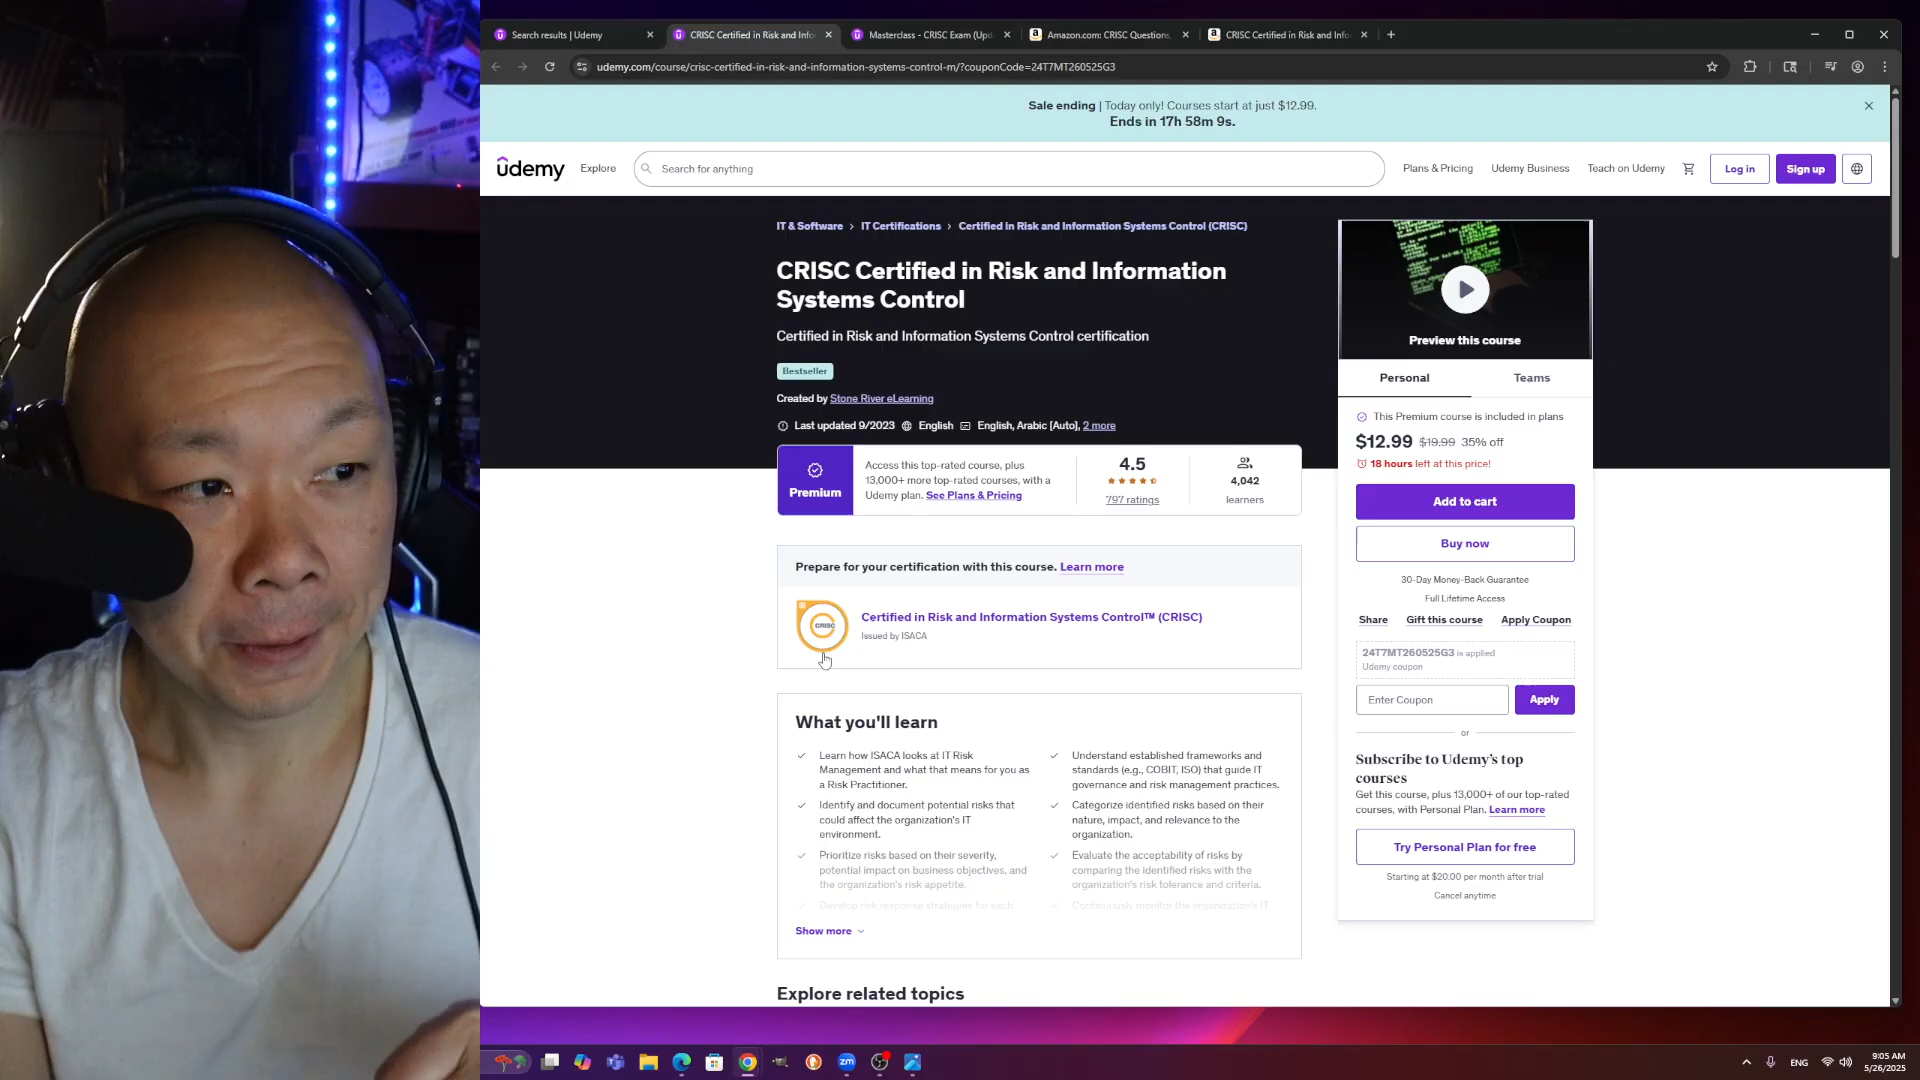 Search results | Udemy
CRISC Certified in Risk and Info
Masterclass - CRISC Exam (Upd
Amazon.com: CRISC Questions,
CRISC Certified in Risk and Info
udemy.com/course/crisc-certified-in-risk-and-information-systems-control-m/?couponCode=24T7MT260525G3
Sale ending | Today only! Courses start at just $12.99.
Ends in 17h 58m 9s.
udemy
Explore
Search for anything
Plans & Pricing
Udemy Business
Teach on Udemy
Log in
Sign up
IT & Software > IT Certifications > Certified in Risk and Information Systems Control (CRISC)
CRISC Certified in Risk and Information
Systems Control
Certified in Risk and Information Systems Control certification
Bestseller
Created by Stone River eLearning
Last updated 9/2023 English English, Arabic [Auto], 2 more
Premium
Access this top-rated course, plus
13,000+ more top-rated courses, with a
Udemy plan. See Plans & Pricing
4.5
797 ratings
4,042
learners
Prepare for your certification with this course. Learn more
CRISC
Certified in Risk and Information Systems Control™ (CRISC)
Issued by ISACA
What you'll learn
Learn how ISACA looks at IT Risk
Management and what that means for you as
a Risk Practitioner.
Identify and document potential risks that
could affect the organization's IT
environment.
Prioritize risks based on their severity,
potential impact on business objectives, and
the organization's risk appetite.
Develop risk response strategies for each
Understand established frameworks and
standards (e.g., COBIT, ISO) that guide IT
governance and risk management practices.
Categorize identified risks based on their
nature, impact, and relevance to the
organization.
Evaluate the acceptability of risks by
comparing the identified risks with the
organization's risk tolerance and criteria.
Continuously monitor the organization's IT
Show more
Explore related topics
Preview this course
Personal
Teams
This Premium course is included in plans
$12.99 $19.99 35% off
18 hours left at this price!
Add to cart
Buy now
30-Day Money-Back Guarantee
Full Lifetime Access
Share
Gift this course
Apply Coupon
24T7MT260525G3 is applied
Udemy coupon
Enter Coupon
Apply
or
Subscribe to Udemy's top
courses
Get this course, plus 13,000+ of our top-rated
courses, with Personal Plan. Learn more
Try Personal Plan for free
Starting at $20.00 per month after trial
Cancel anytime
zm
ENG
9:05 AM
5/26/2025